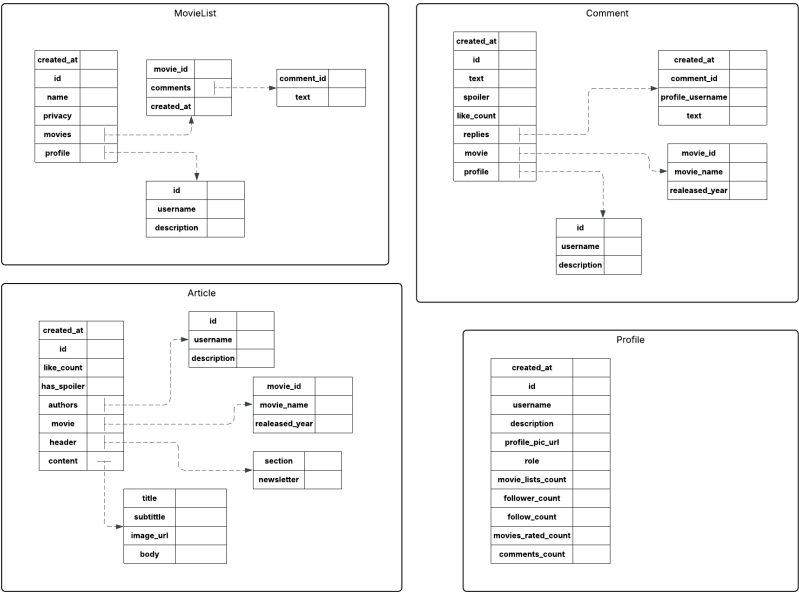 MovieList
created_at
id
name
privacy
movies
profile
movie_id
comments
created_at
comment_id
text
id
username
description
Comment
created_at
id
text
spoiler
like_count
replies
movie
profile
created_at
comment_id
profile_username
text
movie_id
movie_name
realeased_year
id
username
description
Article
created_at
id
like_count
has_spoiler
authors
movie
header
content
id
username
description
movie_id
movie_name
realeased_year
section
newsletter
title
subtittle
image_url
body
Profile
created_at
id
username
description
profile_pic_url
role
movie_lists_count
follower_count
follow_count
movies_rated_count
comments_count